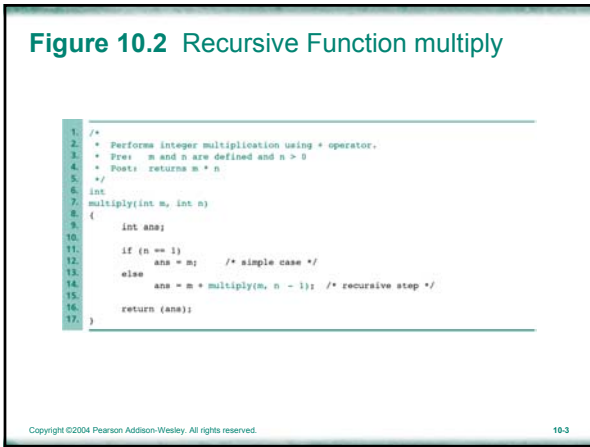 Figure 10.2 Recursive Function multiply
1. /*
2. * Performs integer multiplication using + operator.
3. * Pre: m and n are defined and n > 0
4. * Post: returns m * n
5. */
6. int
7. multiply(int m, int n)
8. {
9. int ans;
10.
11. if (n == 1)
12. ans = m; /* simple case */
13. else
14. ans = m + multiply(m, n - 1); /* recursive step */
15.
16. return (ans);
17. }
Copyright ©2004 Pearson Addison-Wesley. All rights reserved. 10-3